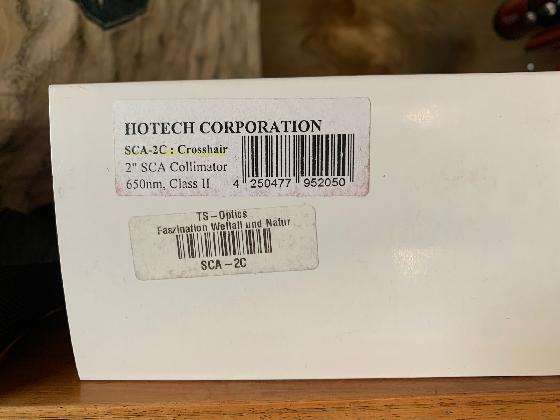 HOTECH CORPORATION
SCA-2C : Crosshair
2" SCA Collimator
650nm, Class II
4 250477 952050
TS-Optics
Faszination Weltall und Natur
SCA-2C